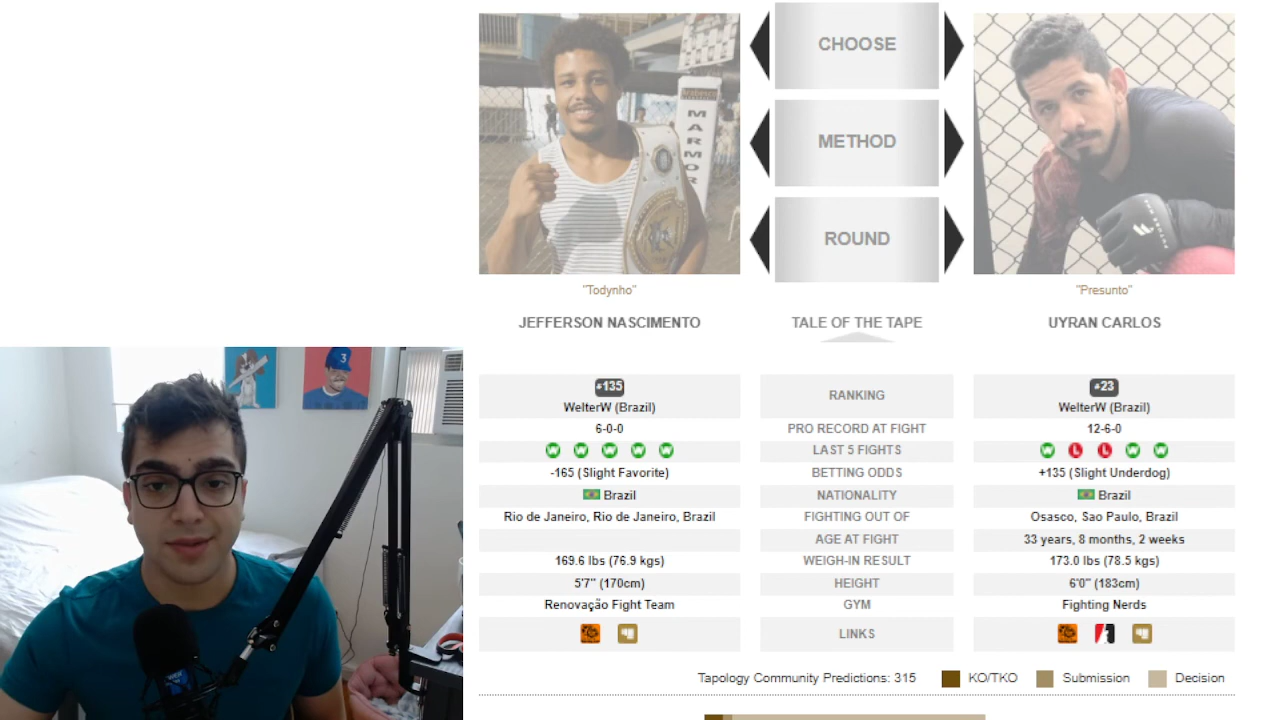 CHOOSE
METHOD
ROUND
MARMOR
3
"Todynho"
"Presunto"
JEFFERSON NASCIMENTO
TALE OF THE TAPE
UYRAN CARLOS
#135
WelterW (Brazil)
RANKING
#23
WelterW (Brazil)
6-0-0
PRO RECORD AT FIGHT
12-6-0
W W W W W
LAST 5 FIGHTS
W L L W W
-165 (Slight Favorite)
BETTING ODDS
+135 (Slight Underdog)
Brazil
NATIONALITY
Brazil
Rio de Janeiro, Rio de Janeiro, Brazil
FIGHTING OUT OF
Osasco, Sao Paulo, Brazil
AGE AT FIGHT
33 years, 8 months, 2 weeks
169.6 lbs (76.9 kgs)
WEIGH-IN RESULT
173.0 lbs (78.5 kgs)
5'7" (170cm)
HEIGHT
6'0" (183cm)
Renovação Fight Team
GYM
Fighting Nerds
LINKS
Tapology Community Predictions: 315
KO/TKO
Submission
Decision